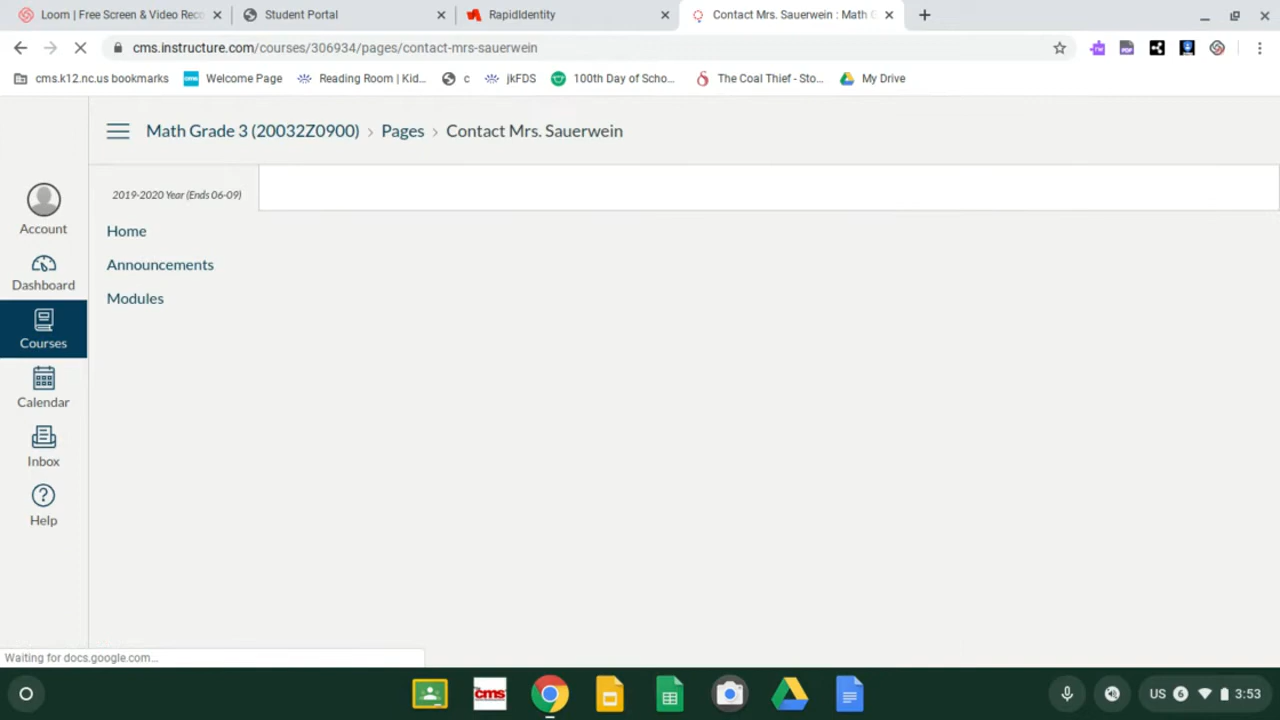 Loom | Free Screen & Video Reco
Student Portal
RapidIdentity
Contact Mrs. Sauerwein : Math G
cms.instructure.com/courses/306934/pages/contact-mrs-sauerwein
cms.k12.nc.us bookmarks
Welcome Page
Reading Room | Kid...
c
jkFDS
100th Day of Scho...
The Coal Thief - Sto...
My Drive
Math Grade 3 (20032Z0900) › Pages › Contact Mrs. Sauerwein
2019-2020 Year (Ends 06-09)
Home
Announcements
Modules
Account
Dashboard
Courses
Calendar
Inbox
Help
Waiting for docs.google.com...
cms
US 6 3:53